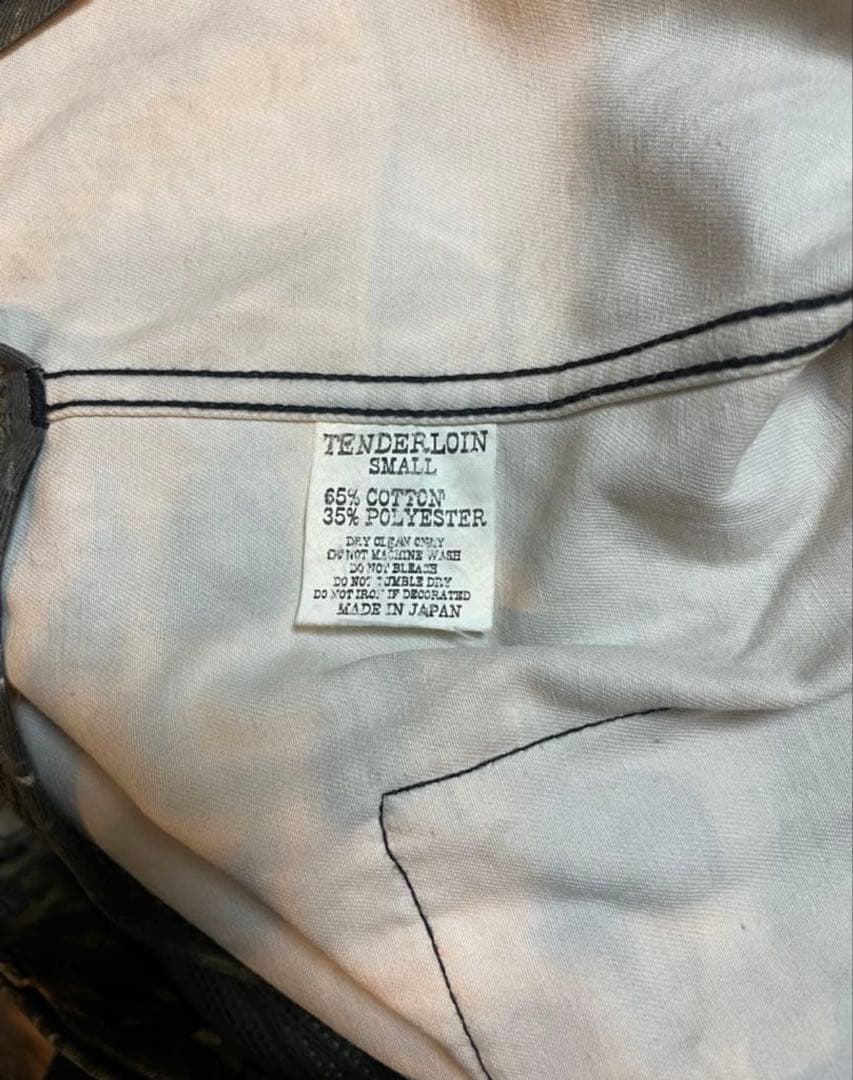 TENDERLOIN
SMALL
65% COTTON
35% POLYESTER
DRY CLEAN ONLY
DO NOT MACHINE WASH
DO NOT BLEACH
DO NOT TUMBLE DRY
DO NOT IRON IF DECORATED
MADE IN JAPAN